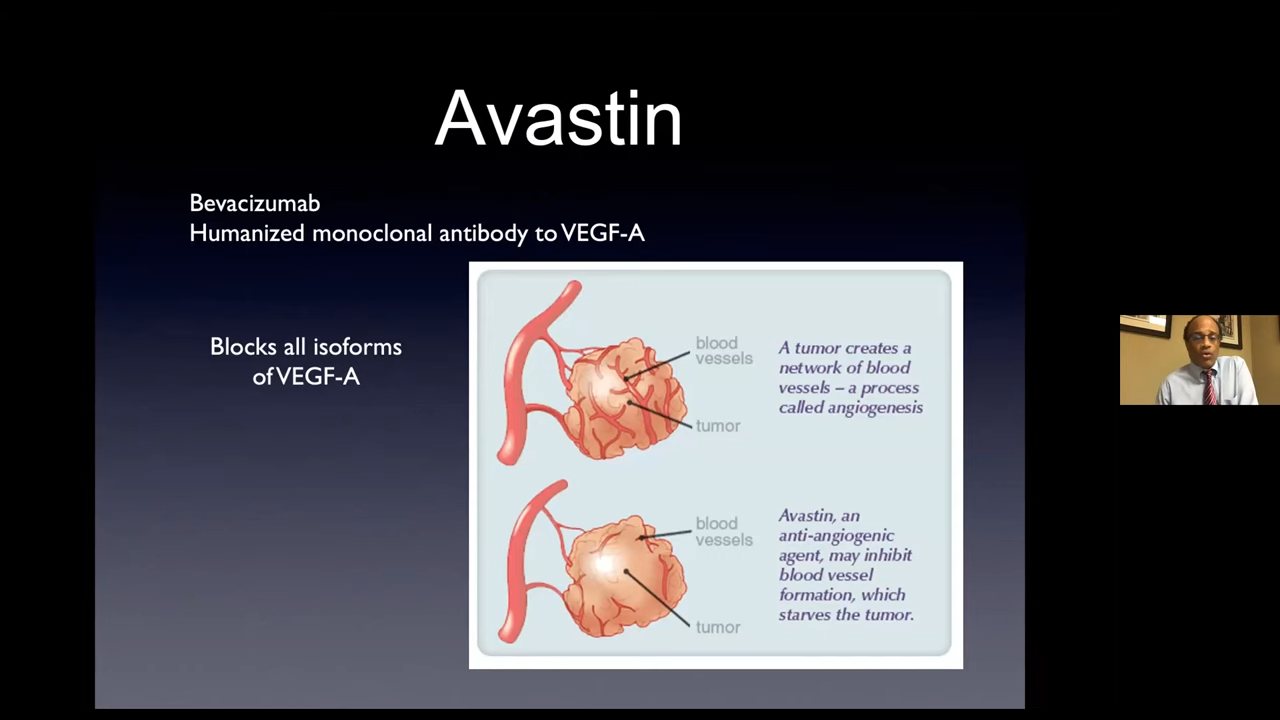 Avastin
Bevacizumab
Humanized monoclonal antibody to VEGF-A
Blocks all isoforms
of VEGF-A
blood
vessels
tumor
A tumor creates a
network of blood
vessels – a process
called angiogenesis
blood
vessels
tumor
Avastin, an
anti-angiogenic
agent, may inhibit
blood vessel
formation, which
starves the tumor.